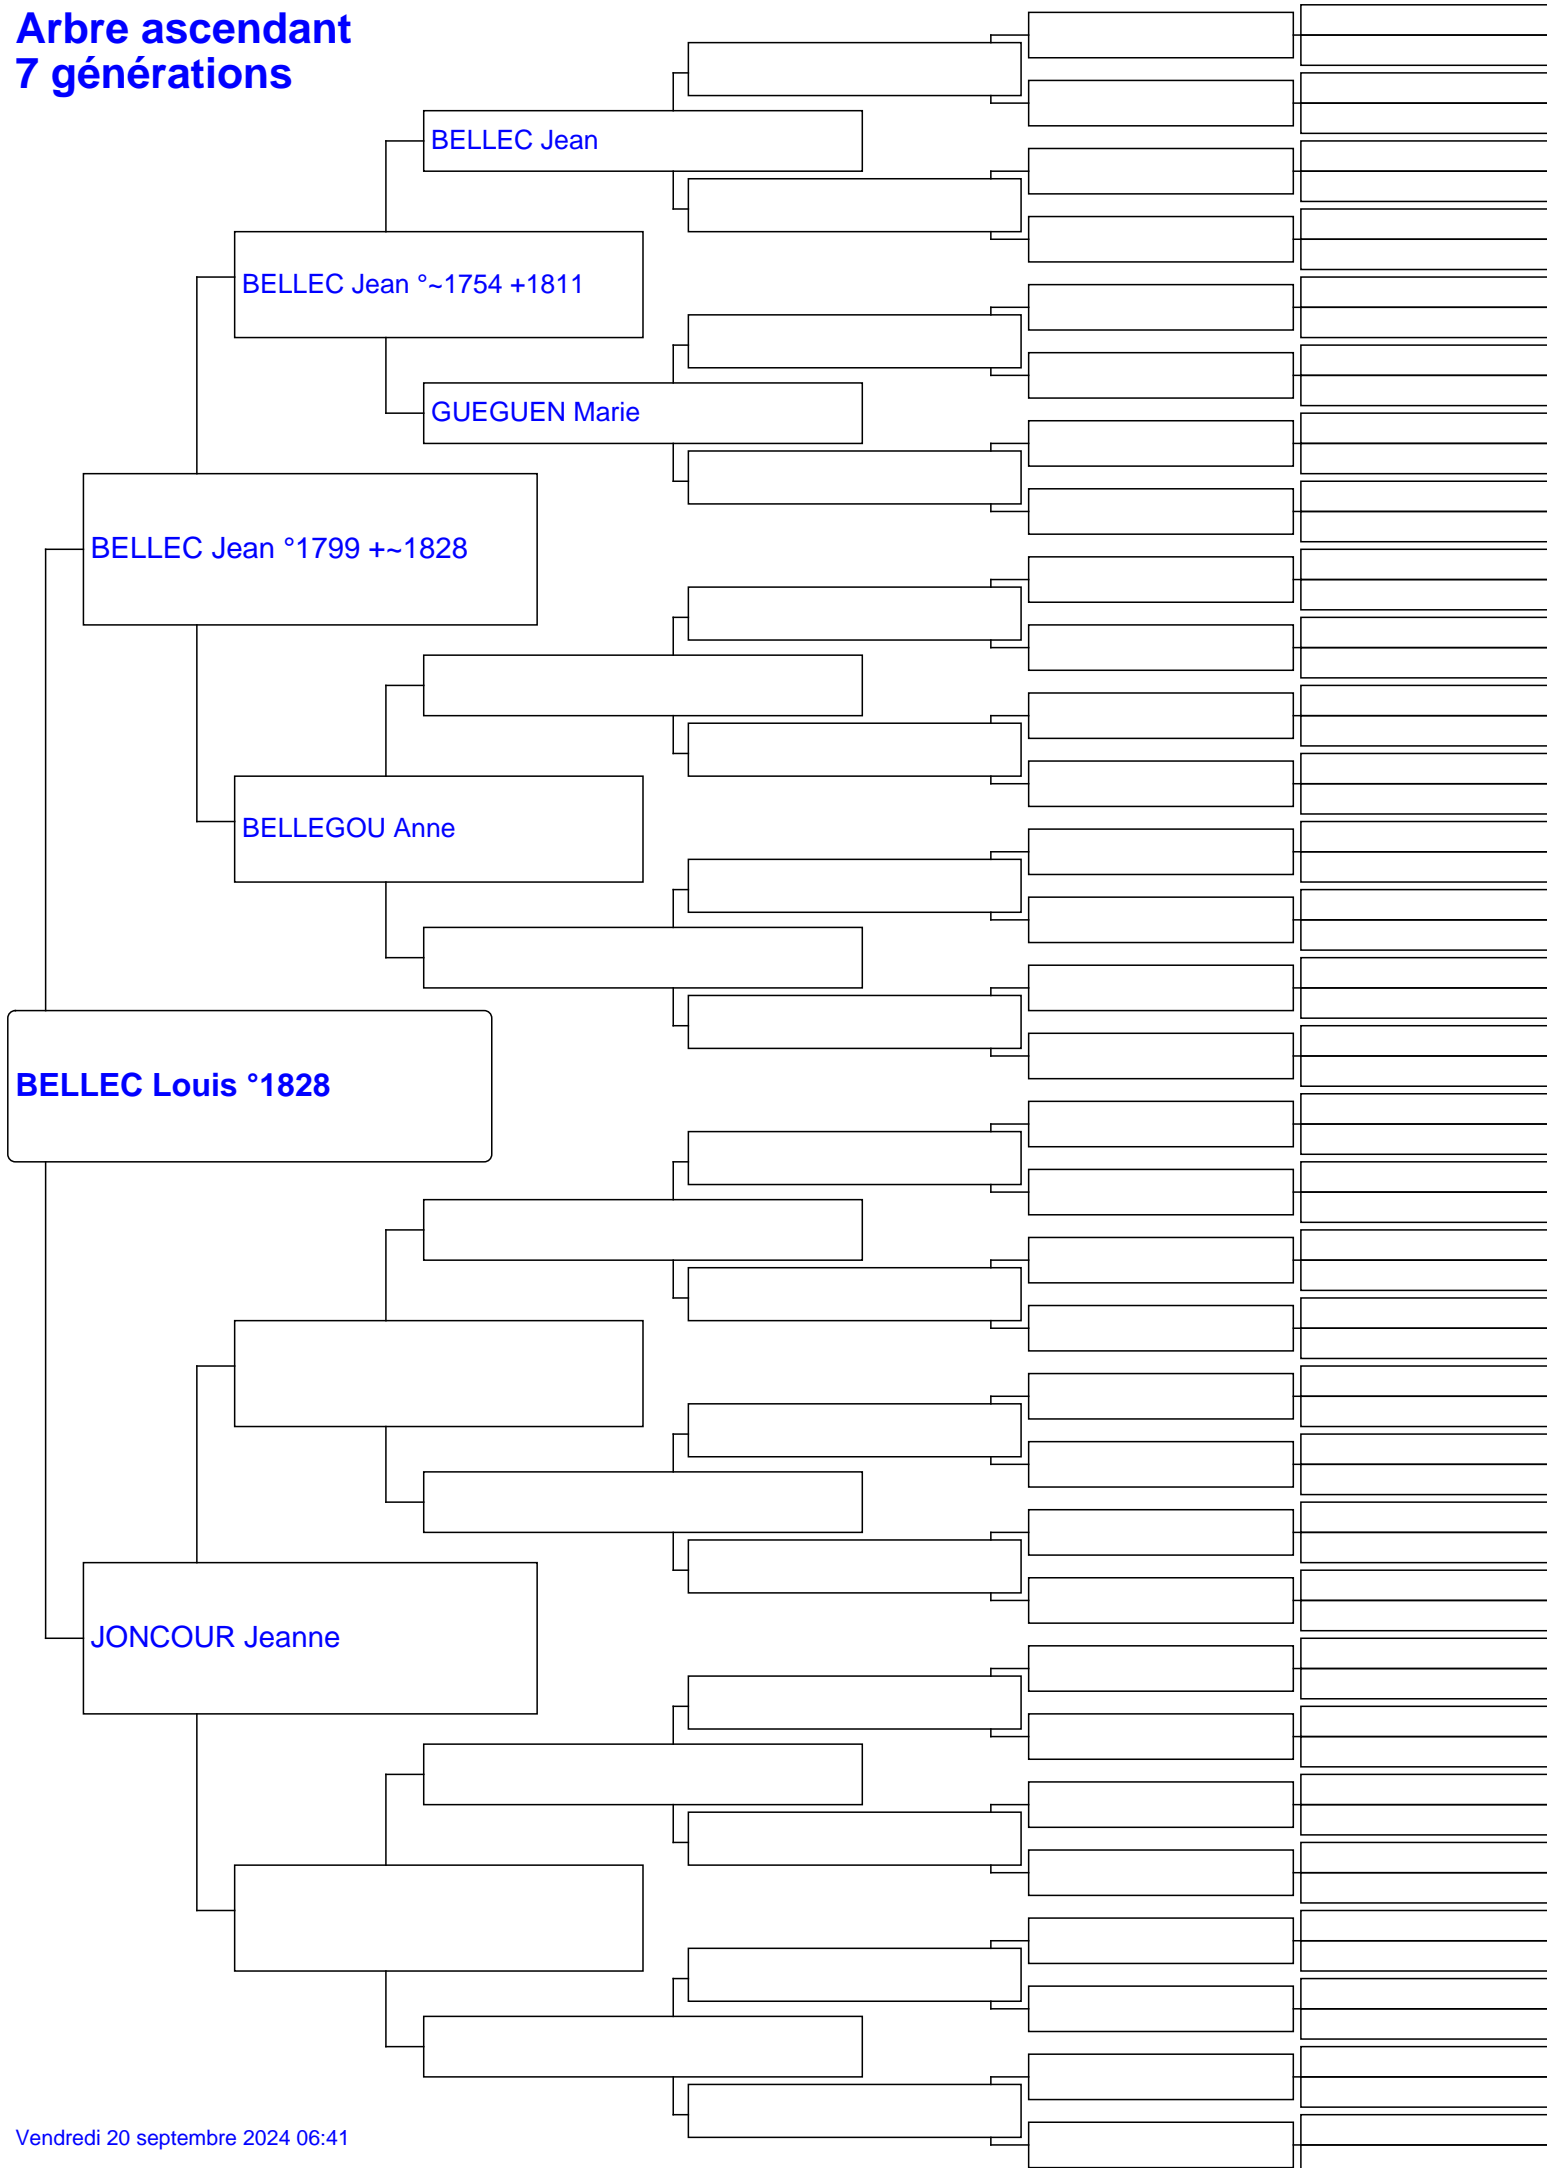 Arbre ascendant
7 générations
BELLEC Jean
BELLEC Jean °~1754 +1811
GUEGUEN Marie
BELLEC Jean °1799 +~1828
BELLEGOU Anne
BELLEC Louis °1828
JONCOUR Jeanne
Vendredi 20 septembre 2024 06:41